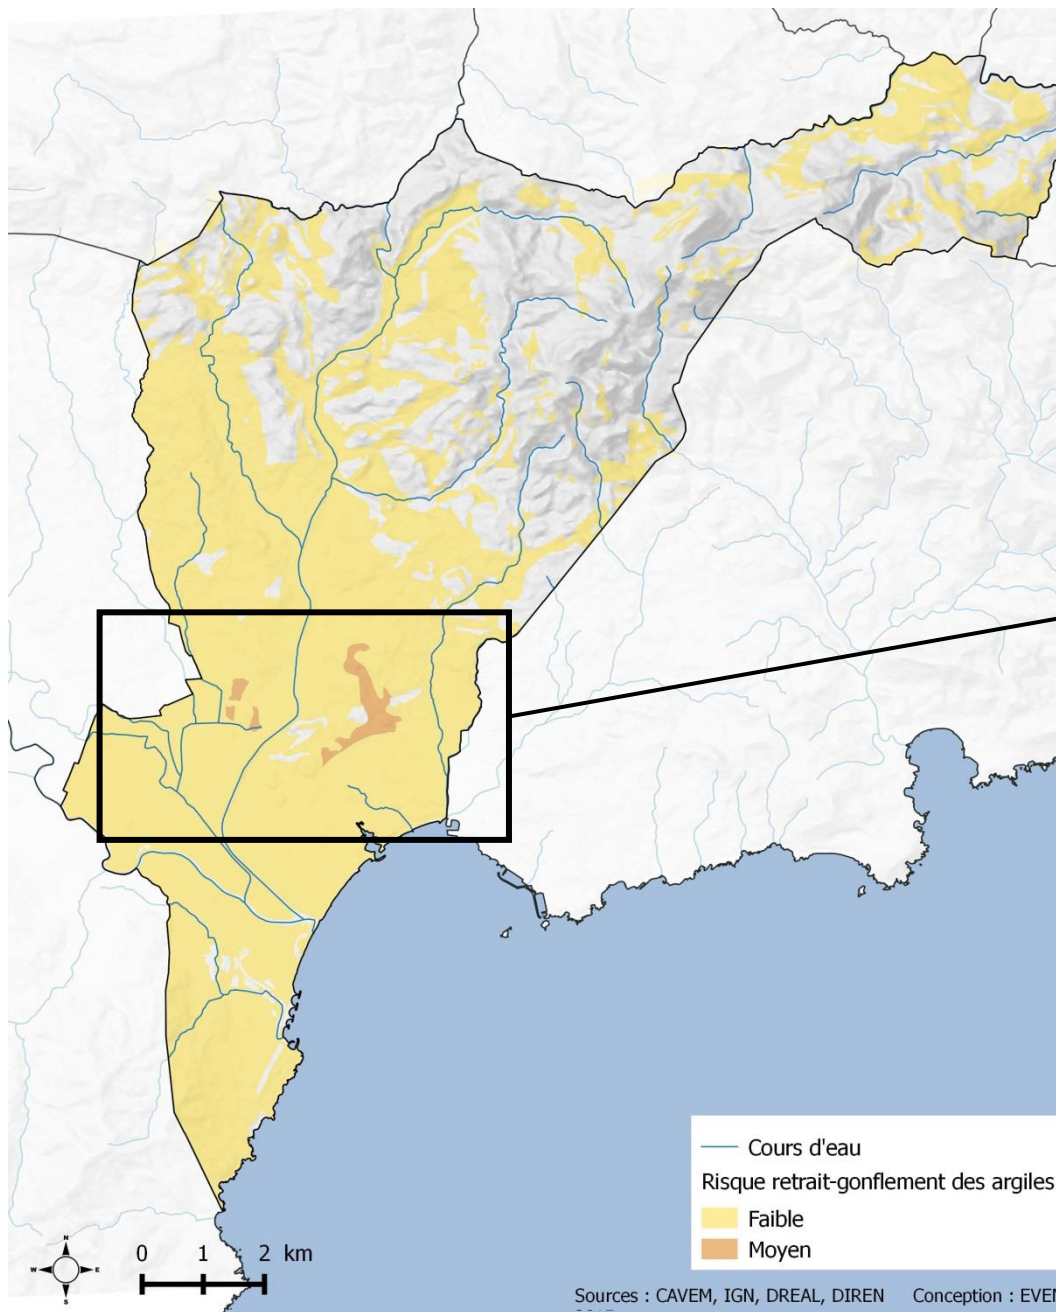 Cours d'eau
Risque retrait-gonflement des argiles
Faible
Moyen
N
W E
S
0 1 2 km
Sources : CAVEM, IGN, DREAL, DIREN Conception : EVEN